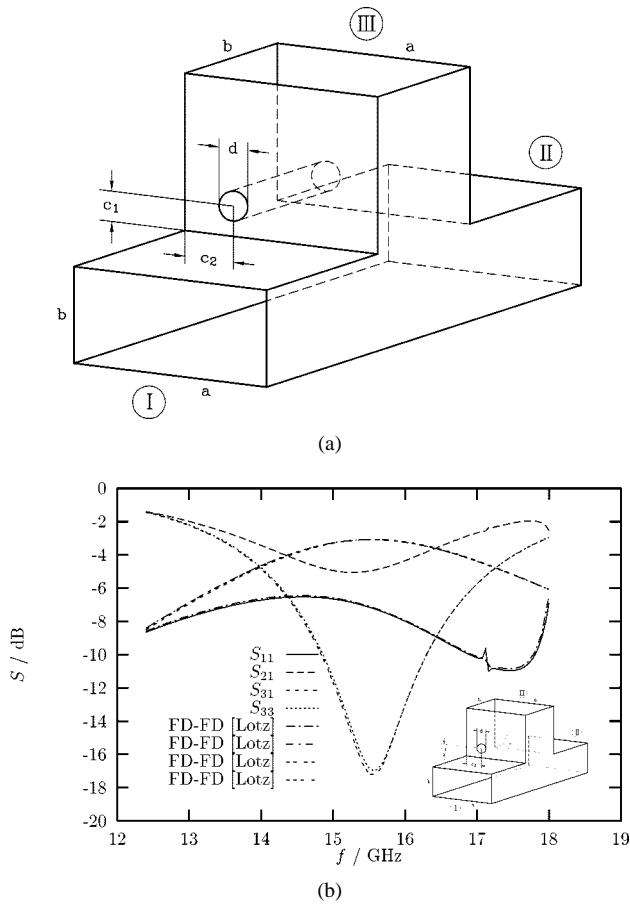 III
b
a
d
II
c1
c2
b
I
a
(a)
0
-2
-4
-6
-8
-10
-12
-14
-16
-18
-20
S / dB
S11
S21
S31
S33
FD-FD [Lotz]
FD-FD [Lotz]
FD-FD [Lotz]
FD-FD [Lotz]
12 13 14 15 16 17 18 19
f / GHz
(b)